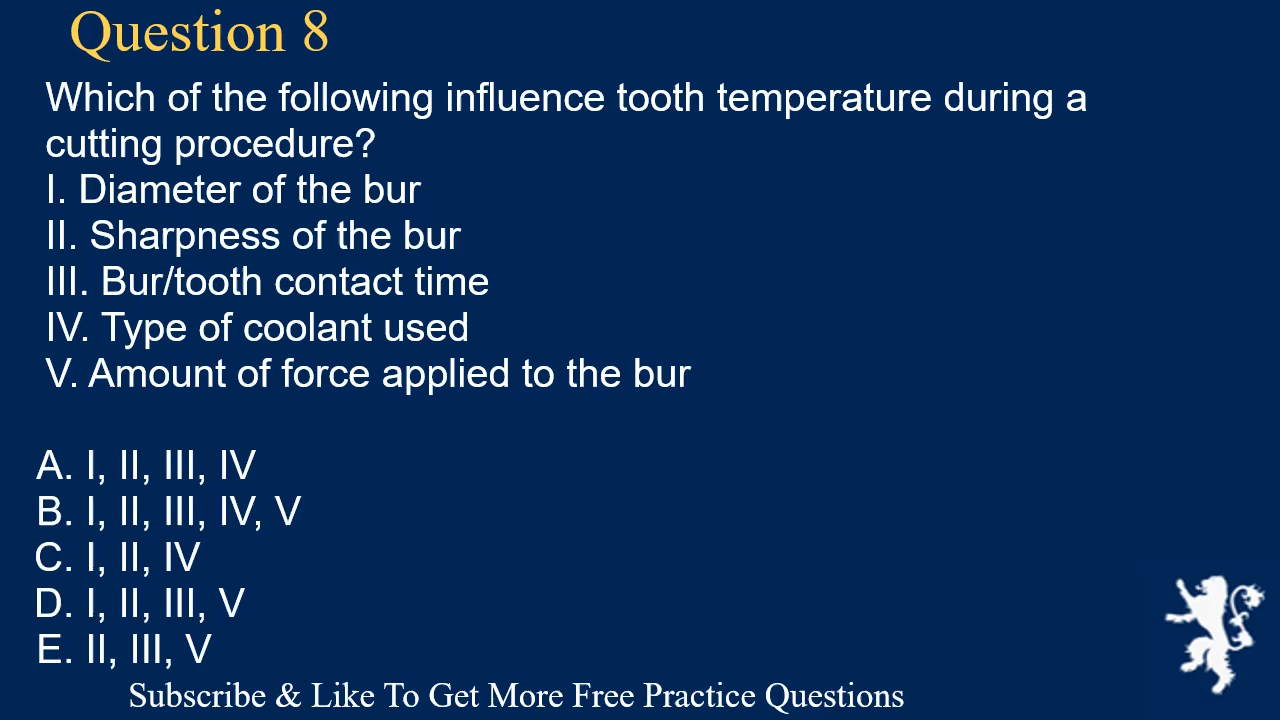 Question 8
Which of the following influence tooth temperature during a
cutting procedure?
I. Diameter of the bur
II. Sharpness of the bur
III. Bur/tooth contact time
IV. Type of coolant used
V. Amount of force applied to the bur
A. I, II, III, IV
B. I, II, III, IV, V
C. I, II, IV
D. I, II, III, V
E. II, III, V
Subscribe & Like To Get More Free Practice Questions